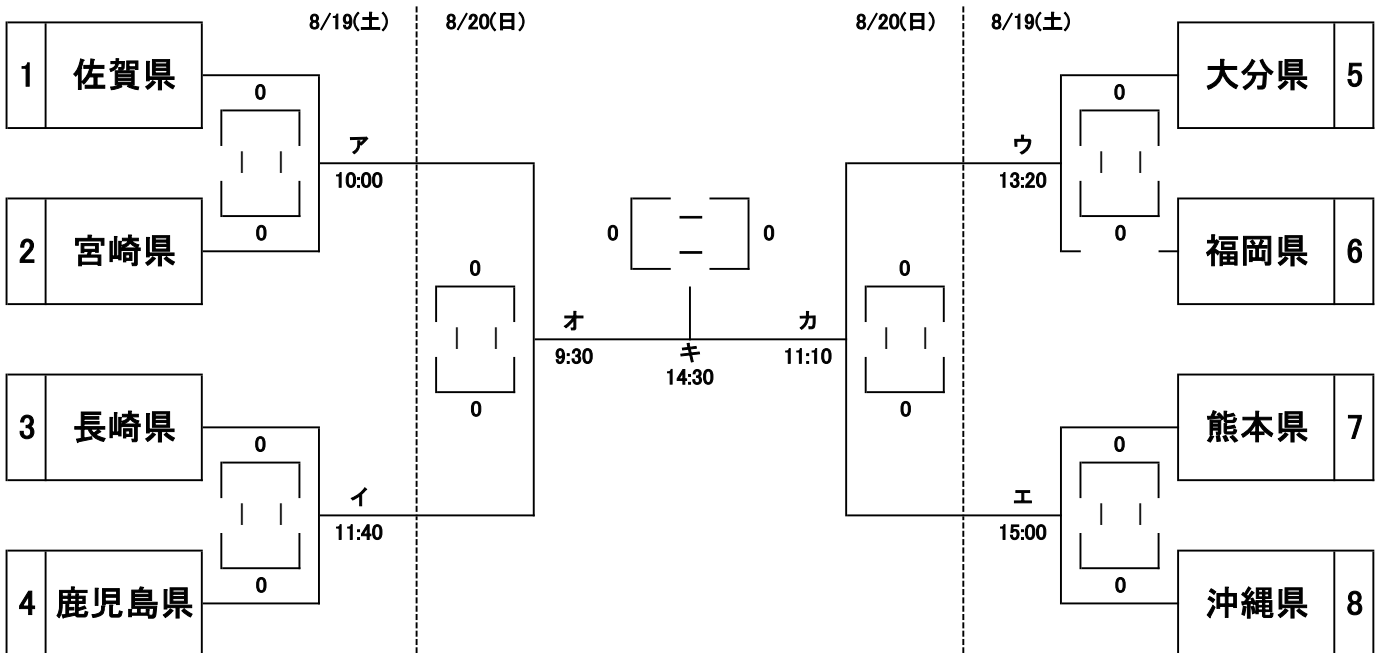 8/19(土) 8/20(日) 8/20(日) 8/19(土)
1 佐賀県 大分県 5
0 0
ア ウ
10:00 13:20
0 ー 0
ー
2 宮崎県 0 0 福岡県 6
0 0
オ カ
9:30 キ 11:10
14:30
0 0
3 長崎県 熊本県 7
0 0
イ エ
11:40 15:00
0 0
4 鹿児島県 沖縄県 8